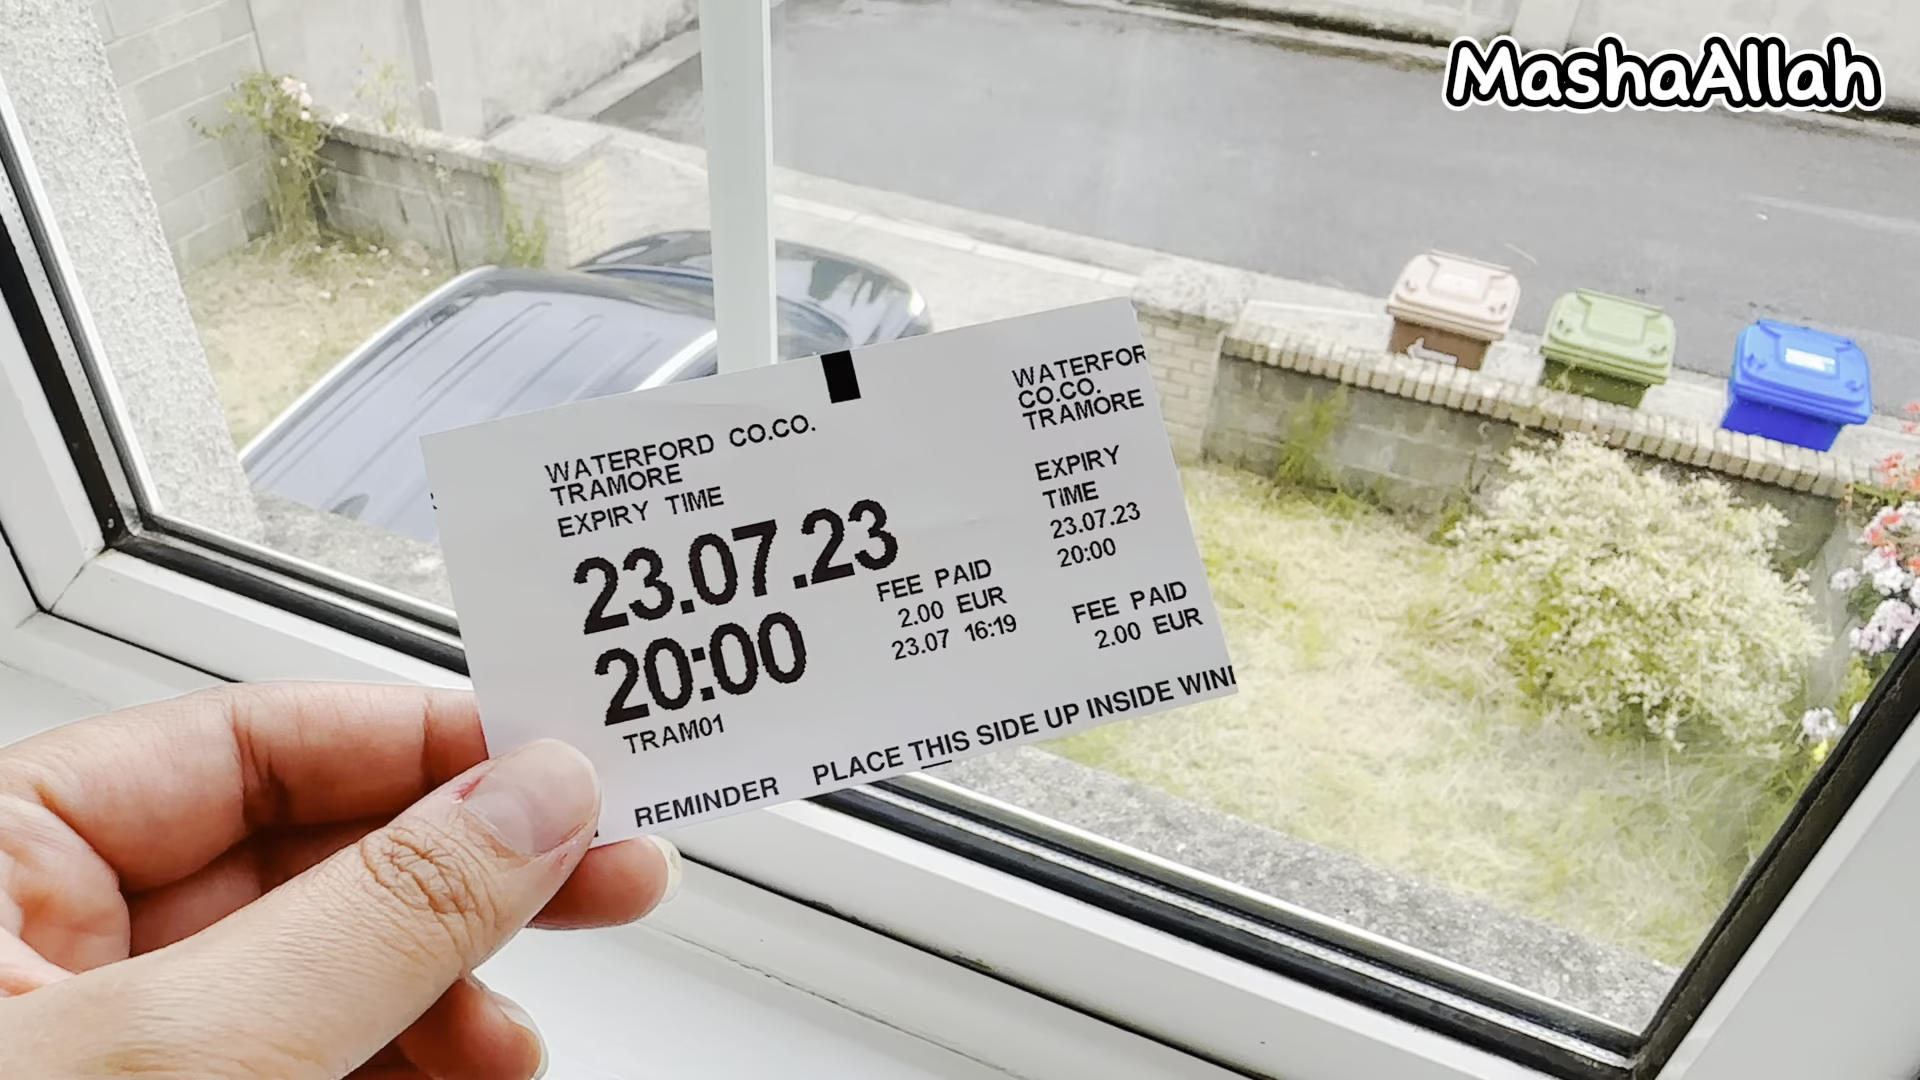 MashaAllah
WATERFORD CO.CO.
TRAMORE
EXPIRY TIME
23.07.23
20:00
TRAM01
FEE PAID
2.00 EUR
23.07 16:19
WATERFOR
CO.CO.
TRAMORE
EXPIRY
TIME
23.07.23
20:00
FEE PAID
2.00 EUR
REMINDER PLACE THIS SIDE UP INSIDE WIN